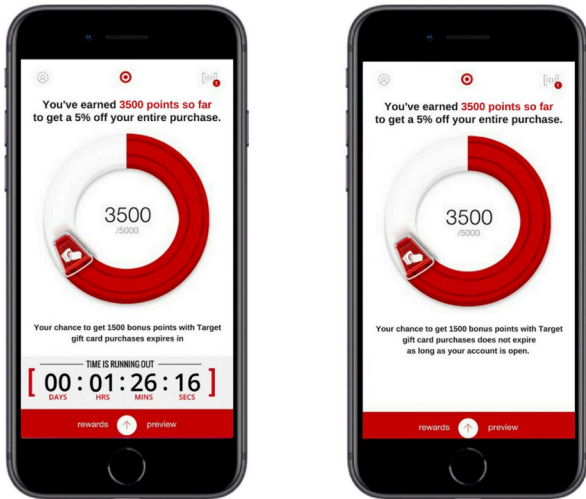 You've earned 3500 points so far
to get a 5% off your entire purchase.
3500
/5000
Your chance to get 1500 bonus points with Target
gift card purchases expires in
TIME IS RUNNING OUT
[ 00 : 01 : 26 : 16 ]
DAYS HRS MINS SECS
rewards preview
You've earned 3500 points so far
to get a 5% off your entire purchase.
3500
/5000
Your chance to get 1500 bonus points with Target
gift card purchases does not expire
as long as your account is open.
rewards preview